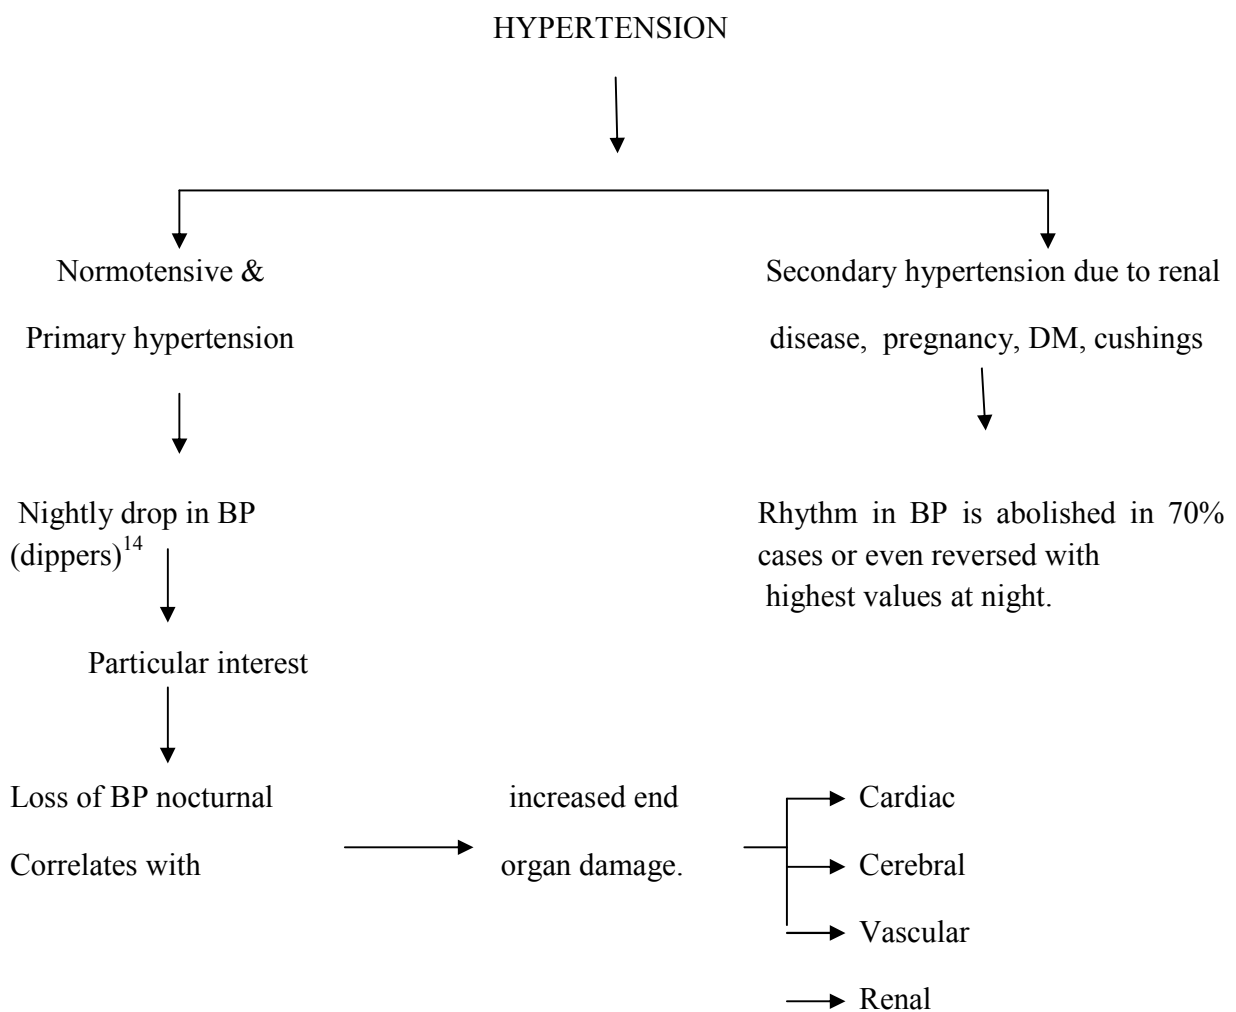 HYPERTENSION
Normotensive &
Primary hypertension
Secondary hypertension due to renal
disease, pregnancy, DM, cushings
Nightly drop in BP
(dippers)14
Rhythm in BP is abolished in 70%
cases or even reversed with
highest values at night.
Particular interest
Loss of BP nocturnal
Correlates with
increased end
organ damage.
Cardiac
Cerebral
Vascular
Renal